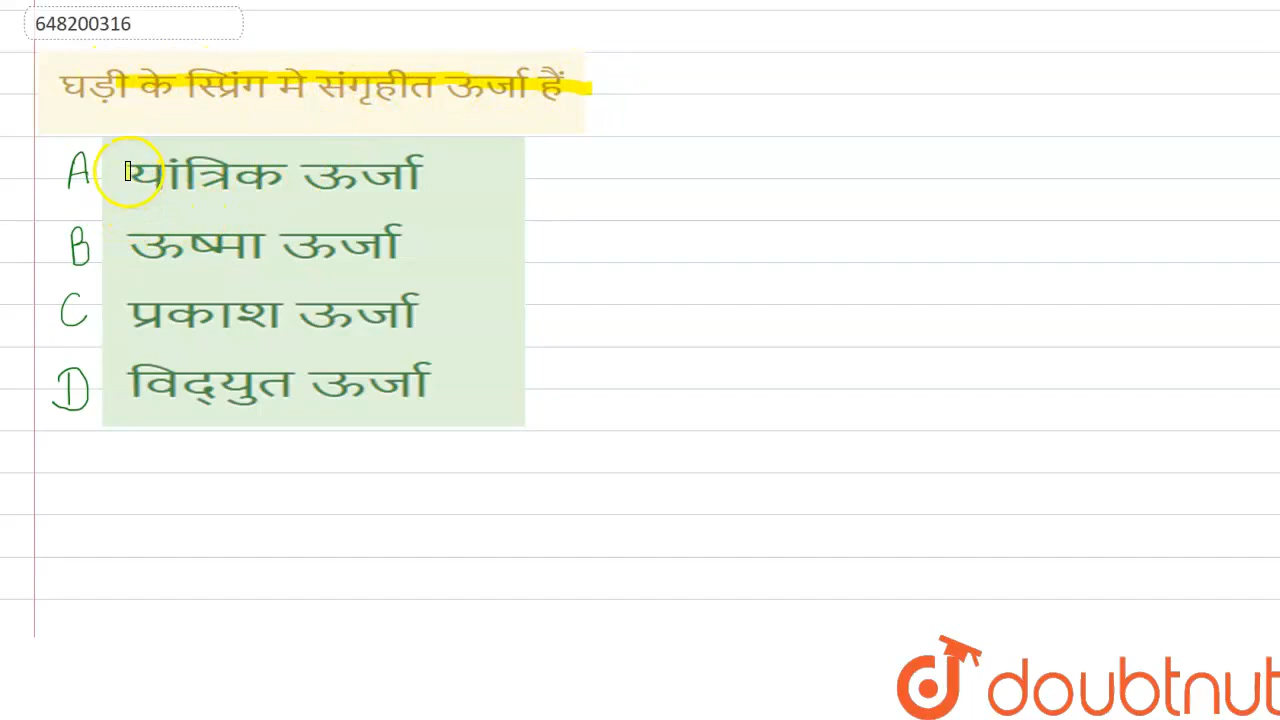 648200316
घड़ी के स्प्रिंग मे संगृहीत ऊर्जा हैं
A यांत्रिक ऊर्जा
B ऊष्मा ऊर्जा
C प्रकाश ऊर्जा
D विद्युत ऊर्जा
doubtnut